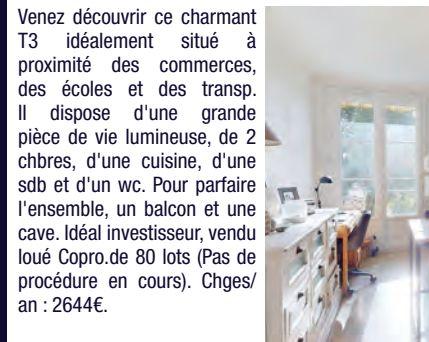 Venez découvrir ce charmant
T3 idéalement situé à
proximité des commerces,
des écoles et des transp.
Il dispose d'une grande
pièce de vie lumineuse, de 2
chbres, d'une cuisine, d'une
sdb et d'un wc. Pour parfaire
l'ensemble, un balcon et une
cave. Idéal investisseur, vendu
loué Copro.de 80 lots (Pas de
procédure en cours). Chges/
an : 2644€.